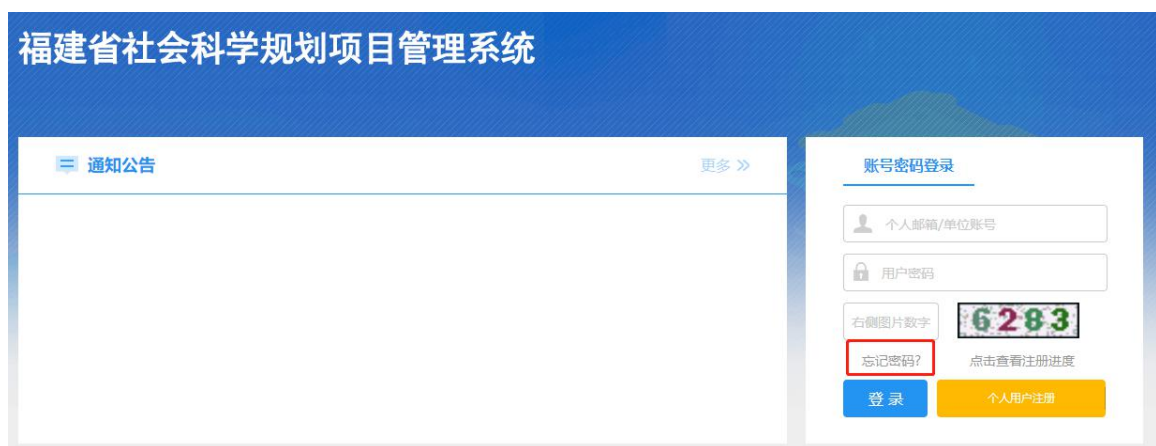 福建省社会科学规划项目管理系统
通知公告
更多
账号密码登录
个人邮箱/单位账号
用户密码
右侧图片数字
6283
忘记密码?
点击查看注册进度
登 录
个人用户注册